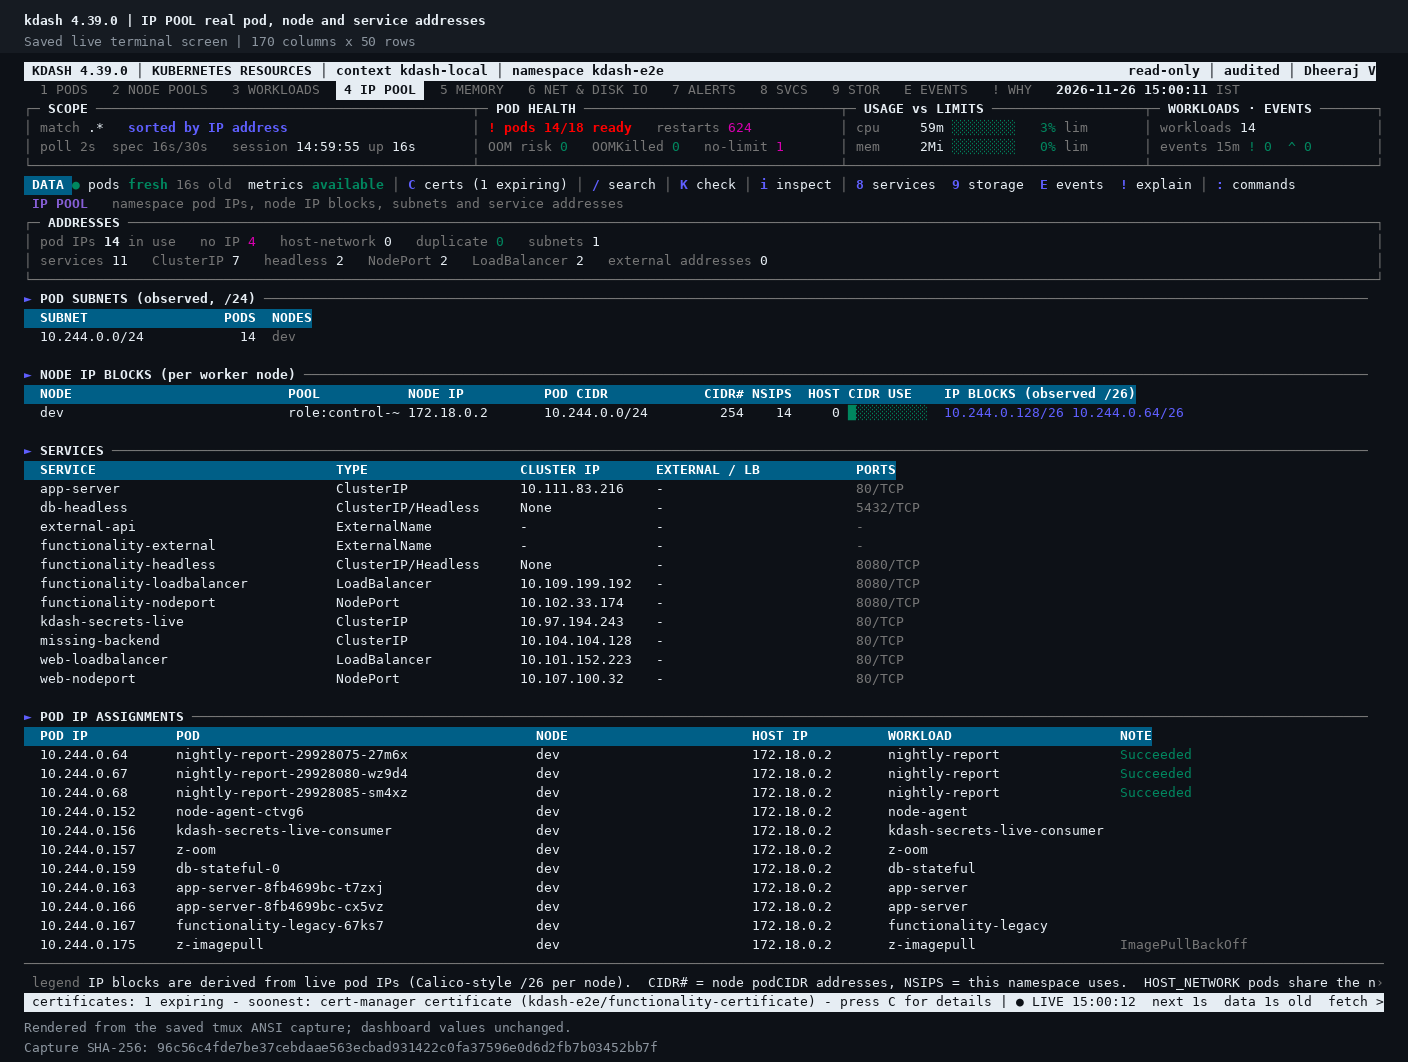 kdash 4.39.0 | IP POOL real pod, node and service addresses
Saved live terminal screen | 170 columns x 50 rows
KDASH 4.39.0 │ KUBERNETES RESOURCES │ context kdash-local │ namespace kdash-e2e read-only │ audited │ Dheeraj V
1 PODS 2 NODE POOLS 3 WORKLOADS 4 IP POOL 5 MEMORY 6 NET & DISK IO 7 ALERTS 8 SVCS 9 STOR E EVENTS ! WHY 2026-11-26 15:00:11 IST
SCOPE POD HEALTH USAGE vs LIMITS WORKLOADS · EVENTS
match .* sorted by IP address │ ! pods 14/18 ready restarts 624 │ cpu 59m 3% lim │ workloads 14
poll 2s spec 16s/30s session 14:59:55 up 16s │ OOM risk 0 OOMKilled 0 no-limit 1 │ mem 2Mi 0% lim │ events 15m ! 0 ^ 0
DATA ● pods fresh 16s old metrics available │ C certs (1 expiring) │ / search │ K check │ i inspect │ 8 services 9 storage E events ! explain │ : commands
IP POOL namespace pod IPs, node IP blocks, subnets and service addresses
ADDRESSES
pod IPs 14 in use no IP 4 host-network 0 duplicate 0 subnets 1
services 11 ClusterIP 7 headless 2 NodePort 2 LoadBalancer 2 external addresses 0
► POD SUBNETS (observed, /24)
SUBNET PODS NODES
10.244.0.0/24 14 dev
► NODE IP BLOCKS (per worker node)
NODE POOL NODE IP POD CIDR CIDR# NSIPS HOST CIDR USE IP BLOCKS (observed /26)
dev role:control-~ 172.18.0.2 10.244.0.0/24 254 14 0 10.244.0.128/26 10.244.0.64/26
► SERVICES
SERVICE TYPE CLUSTER IP EXTERNAL / LB PORTS
app-server ClusterIP 10.111.83.216 - 80/TCP
db-headless ClusterIP/Headless None - 5432/TCP
external-api ExternalName - - -
functionality-external ExternalName - - -
functionality-headless ClusterIP/Headless None - 8080/TCP
functionality-loadbalancer LoadBalancer 10.109.199.192 - 8080/TCP
functionality-nodeport NodePort 10.102.33.174 - 8080/TCP
kdash-secrets-live ClusterIP 10.97.194.243 - 80/TCP
missing-backend ClusterIP 10.104.104.128 - 80/TCP
web-loadbalancer LoadBalancer 10.101.152.223 - 80/TCP
web-nodeport NodePort 10.107.100.32 - 80/TCP
► POD IP ASSIGNMENTS
POD IP POD NODE HOST IP WORKLOAD NOTE
10.244.0.64 nightly-report-29928075-27m6x dev 172.18.0.2 nightly-report Succeeded
10.244.0.67 nightly-report-29928080-wz9d4 dev 172.18.0.2 nightly-report Succeeded
10.244.0.68 nightly-report-29928085-sm4xz dev 172.18.0.2 nightly-report Succeeded
10.244.0.152 node-agent-ctvg6 dev 172.18.0.2 node-agent
10.244.0.156 kdash-secrets-live-consumer dev 172.18.0.2 kdash-secrets-live-consumer
10.244.0.157 z-oom dev 172.18.0.2 z-oom
10.244.0.159 db-stateful-0 dev 172.18.0.2 db-stateful
10.244.0.163 app-server-8fb4699bc-t7zxj dev 172.18.0.2 app-server
10.244.0.166 app-server-8fb4699bc-cx5vz dev 172.18.0.2 app-server
10.244.0.167 functionality-legacy-67ks7 dev 172.18.0.2 functionality-legacy
10.244.0.175 z-imagepull dev 172.18.0.2 z-imagepull ImagePullBackOff
legend IP blocks are derived from live pod IPs (Calico-style /26 per node). CIDR# = node podCIDR addresses, NSIPS = this namespace uses. HOST_NETWORK pods share the n›
certificates: 1 expiring - soonest: cert-manager certificate (kdash-e2e/functionality-certificate) - press C for details | ● LIVE 15:00:12 next 1s data 1s old fetch >
Rendered from the saved tmux ANSI capture; dashboard values unchanged.
Capture SHA-256: 96c56c4fde7be37cebdaae563ecbad931422c0fa37596e0d6d2fb7b03452bb7f